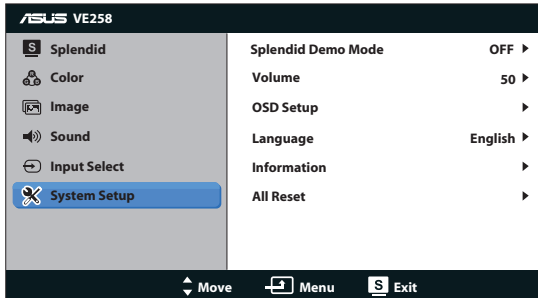 ASUS VE258
S Splendid
Color
Image
Sound
Input Select
System Setup
Splendid Demo Mode OFF
Volume 50
OSD Setup
Language English
Information
All Reset
Move Menu S Exit